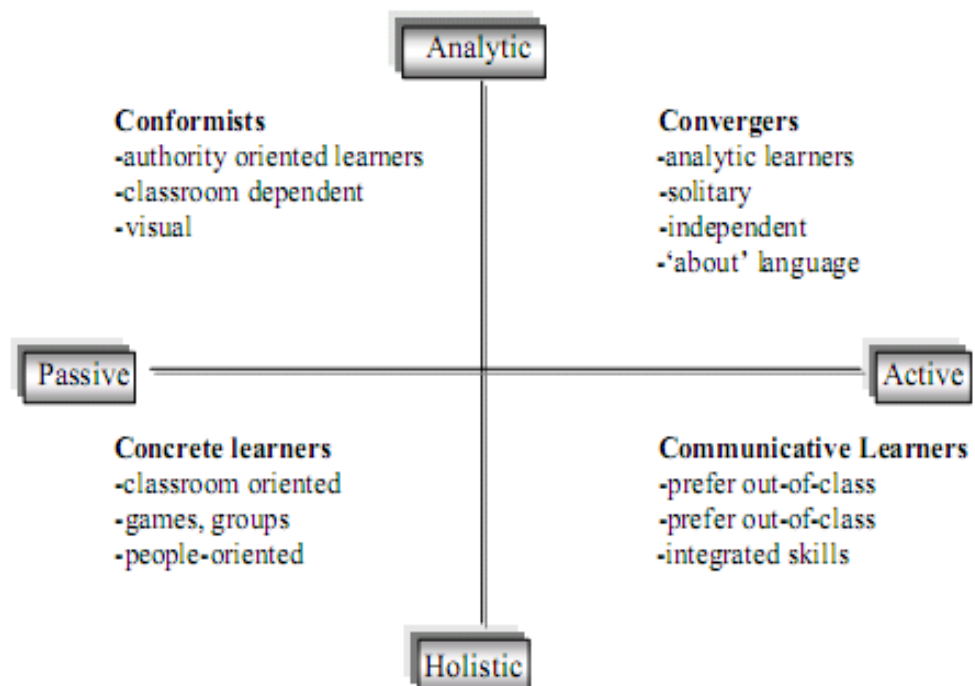 Analytic
Conformists
-authority oriented learners
-classroom dependent
-visual
Convergers
-analytic learners
-solitary
-independent
-‘about’ language
Passive
Active
Concrete learners
-classroom oriented
-games, groups
-people-oriented
Communicative Learners
-prefer out-of-class
-prefer out-of-class
-integrated skills
Holistic